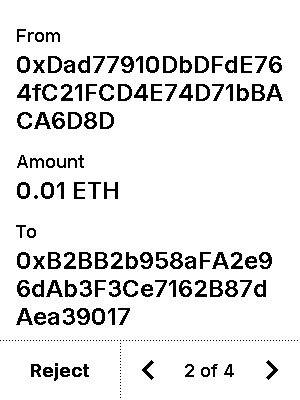 From
0xDad77910DbDFdE76
4fC21FCD4E74D71bBA
CA6D8D
Amount
0.01 ETH
To
0xB2BB2b958aFA2e9
6dAb3F3Ce7162B87d
Aea39017
Reject
2 of 4